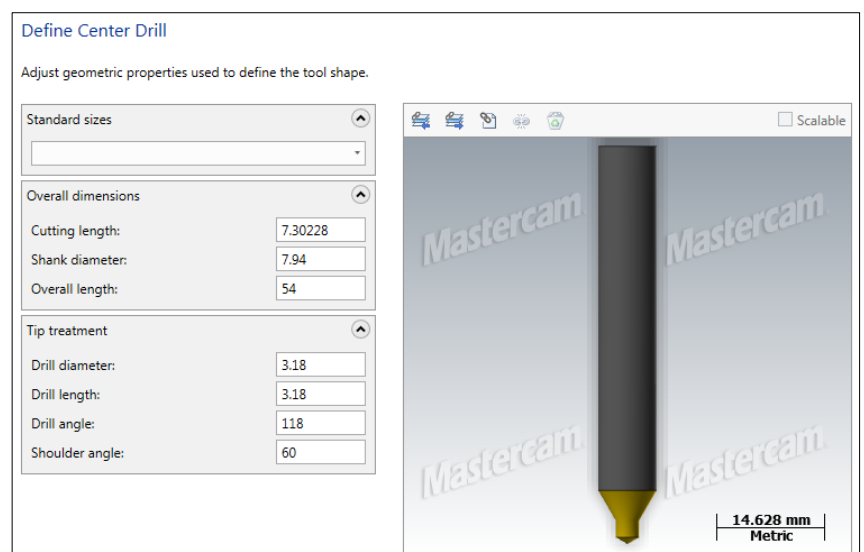 Define Center Drill
Adjust geometric properties used to define the tool shape.
Standard sizes
Overall dimensions
Cutting length: 7.30228
Shank diameter: 7.94
Overall length: 54
Tip treatment
Drill diameter: 3.18
Drill length: 3.18
Drill angle: 118
Shoulder angle: 60
Scalable
Mastercam
Mastercam
Mastercam
Mastercam
14.628 mm
Metric